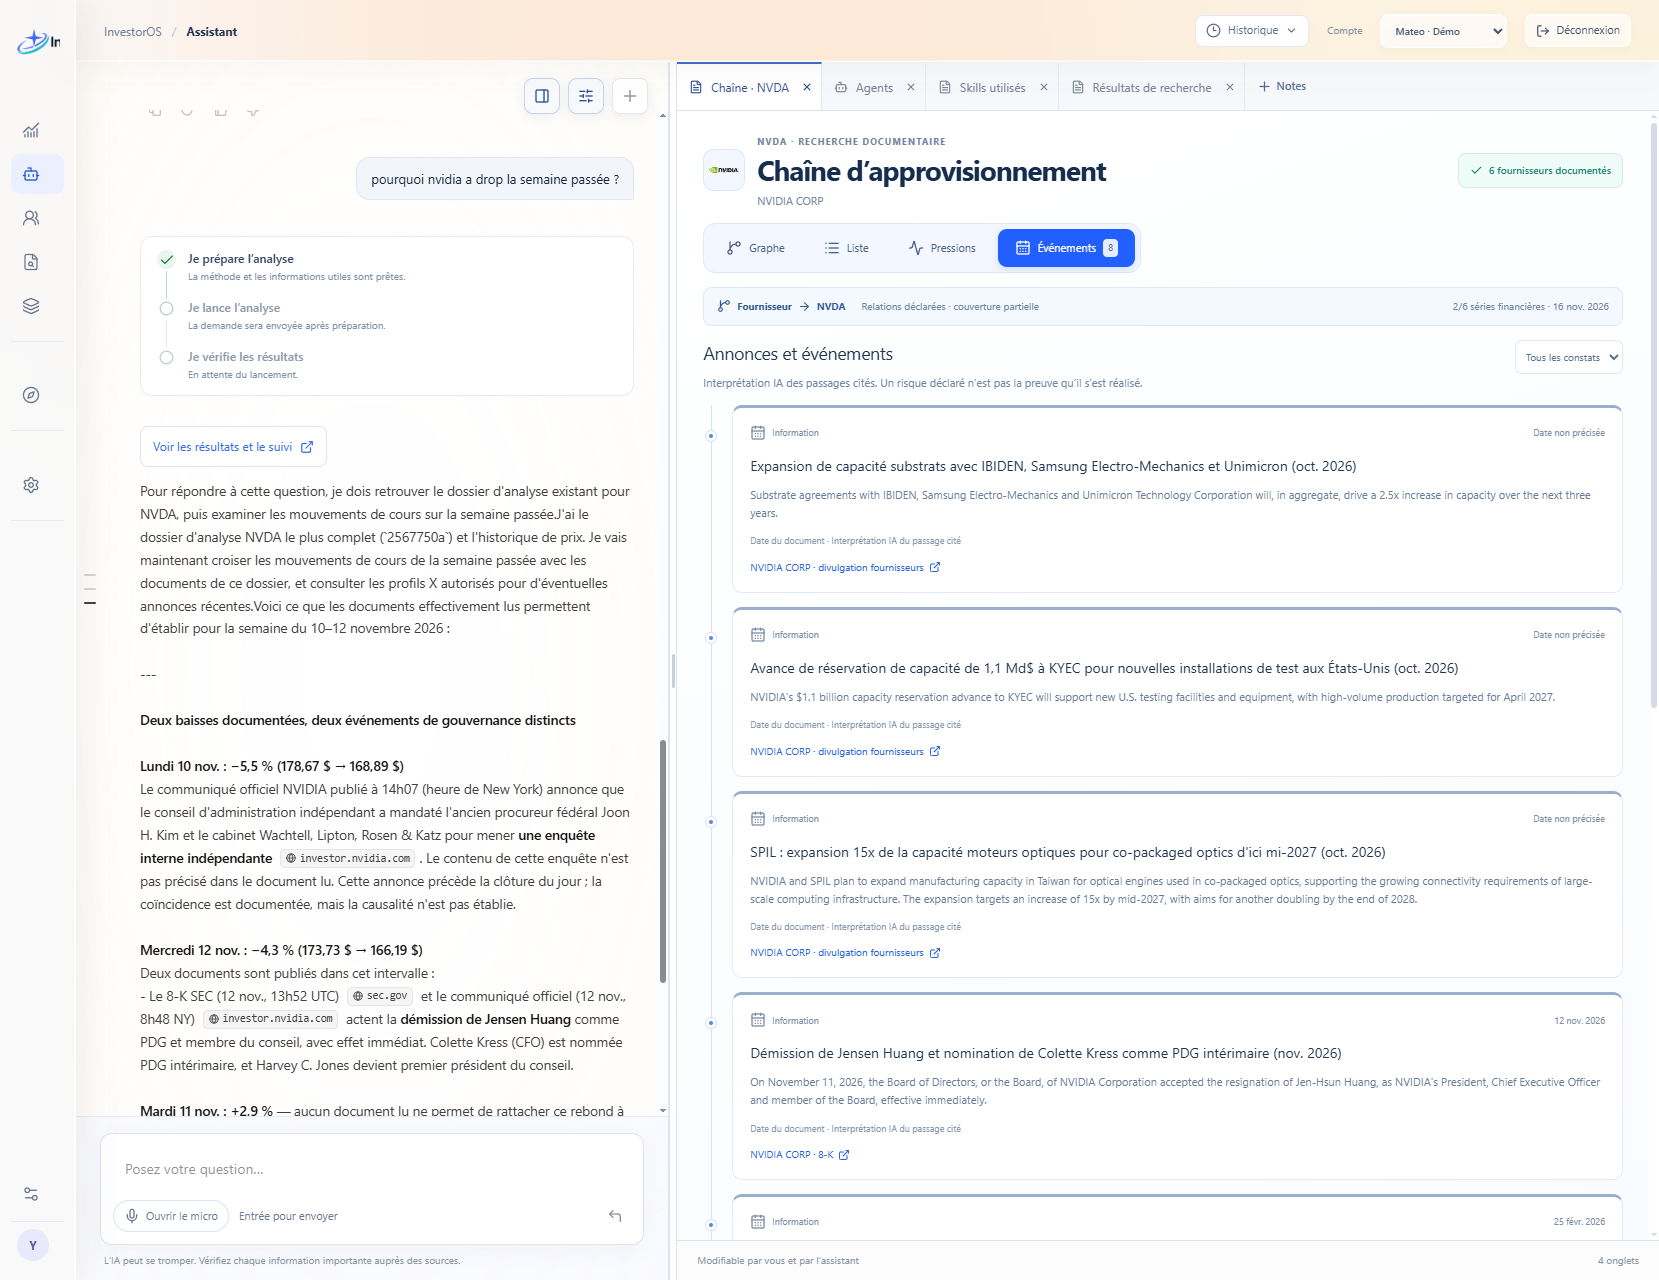 In
InvestorOS / Assistant
Historique
Compte
Mateo · Démo
Déconnexion
pourquoi nvidia a drop la semaine passée ?
Je prépare l'analyse
La méthode et les informations utiles sont prêtes.
Je lance l'analyse
La demande sera envoyée après préparation.
Je vérifie les résultats
En attente du lancement.
Voir les résultats et le suivi
Pour répondre à cette question, je dois retrouver le dossier d'analyse existant pour
NVDA, puis examiner les mouvements de cours sur la semaine passée.J'ai le
dossier d'analyse NVDA le plus complet (`2567750a`) et l'historique de prix. Je vais
maintenant croiser les mouvements de cours de la semaine passée avec les
documents de ce dossier, et consulter les profils X autorisés pour d'éventuelles
annonces récentes.Voici ce que les documents effectivement lus permettent
d'établir pour la semaine du 10–12 novembre 2026 :
---
Deux baisses documentées, deux événements de gouvernance distincts
Lundi 10 nov. : −5,5 % (178,67 $ → 168,89 $)
Le communiqué officiel NVIDIA publié à 14h07 (heure de New York) annonce que
le conseil d'administration indépendant a mandaté l'ancien procureur fédéral Joon
H. Kim et le cabinet Wachtell, Lipton, Rosen & Katz pour mener une enquête
interne indépendante investor.nvidia.com . Le contenu de cette enquête n'est
pas précisé dans le document lu. Cette annonce précède la clôture du jour ; la
coïncidence est documentée, mais la causalité n'est pas établie.
Mercredi 12 nov. : −4,3 % (173,73 $ → 166,19 $)
Deux documents sont publiés dans cet intervalle :
- Le 8-K SEC (12 nov., 13h52 UTC) sec.gov et le communiqué officiel (12 nov.,
8h48 NY) investor.nvidia.com actent la démission de Jensen Huang comme
PDG et membre du conseil, avec effet immédiat. Colette Kress (CFO) est nommée
PDG intérimaire, et Harvey C. Jones devient premier président du conseil.
Mardi 11 nov. : +2,9 % — aucun document lu ne permet de rattacher ce rebond à
Posez votre question...
Ouvrir le micro
Entrée pour envoyer
L'IA peut se tromper. Vérifiez chaque information importante auprès des sources.
Y
Chaîne · NVDA
Agents
Skills utilisés
Résultats de recherche
Notes
NVIDIA
NVDA · RECHERCHE DOCUMENTAIRE
Chaîne d'approvisionnement
NVIDIA CORP
6 fournisseurs documentés
Graphe
Liste
Pressions
Événements 8
Fournisseur → NVDA Relations déclarées · couverture partielle
2/6 séries financières · 16 nov. 2026
Annonces et événements
Tous les constats
Interprétation IA des passages cités. Un risque déclaré n'est pas la preuve qu'il s'est réalisé.
Information
Date non précisée
Expansion de capacité substrats avec IBIDEN, Samsung Electro-Mechanics et Unimicron (oct. 2026)
Substrate agreements with IBIDEN, Samsung Electro-Mechanics and Unimicron Technology Corporation will, in aggregate, drive a 2.5x increase in capacity over the next three
years.
Date du document · Interprétation IA du passage cité
NVIDIA CORP · divulgation fournisseurs
Information
Date non précisée
Avance de réservation de capacité de 1,1 Md$ à KYEC pour nouvelles installations de test aux États-Unis (oct. 2026)
NVIDIA's $1.1 billion capacity reservation advance to KYEC will support new U.S. testing facilities and equipment, with high-volume production targeted for April 2027.
Date du document · Interprétation IA du passage cité
NVIDIA CORP · divulgation fournisseurs
Information
Date non précisée
SPIL : expansion 15x de la capacité moteurs optiques pour co-packaged optics d'ici mi-2027 (oct. 2026)
NVIDIA and SPIL plan to expand manufacturing capacity in Taiwan for optical engines used in co-packaged optics, supporting the growing connectivity requirements of large-
scale computing infrastructure. The expansion targets an increase of 15x by mid-2027, with aims for another doubling by the end of 2028.
Date du document · Interprétation IA du passage cité
NVIDIA CORP · divulgation fournisseurs
Information
12 nov. 2026
Démission de Jensen Huang et nomination de Colette Kress comme PDG intérimaire (nov. 2026)
On November 11, 2026, the Board of Directors, or the Board, of NVIDIA Corporation accepted the resignation of Jen-Hsun Huang, as NVIDIA's President, Chief Executive Officer
and member of the Board, effective immediately.
Date du document · Interprétation IA du passage cité
NVIDIA CORP · 8-K
Information
25 févr. 2026
Modifiable par vous et par l'assistant
4 onglets